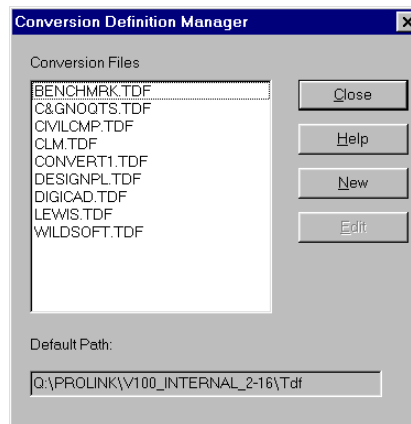 Conversion Definition Manager
Conversion Files
BENCHMRK.TDF
C&GNOQTS.TDF
CIVILCMP.TDF
CLM.TDF
CONVERT1.TDF
DESIGNPL.TDF
DIGICAD.TDF
LEWIS.TDF
WILDSOFT.TDF
Close
Help
New
Edit
Default Path:
Q:\PROLINK\V100_INTERNAL_2-16\Tdf